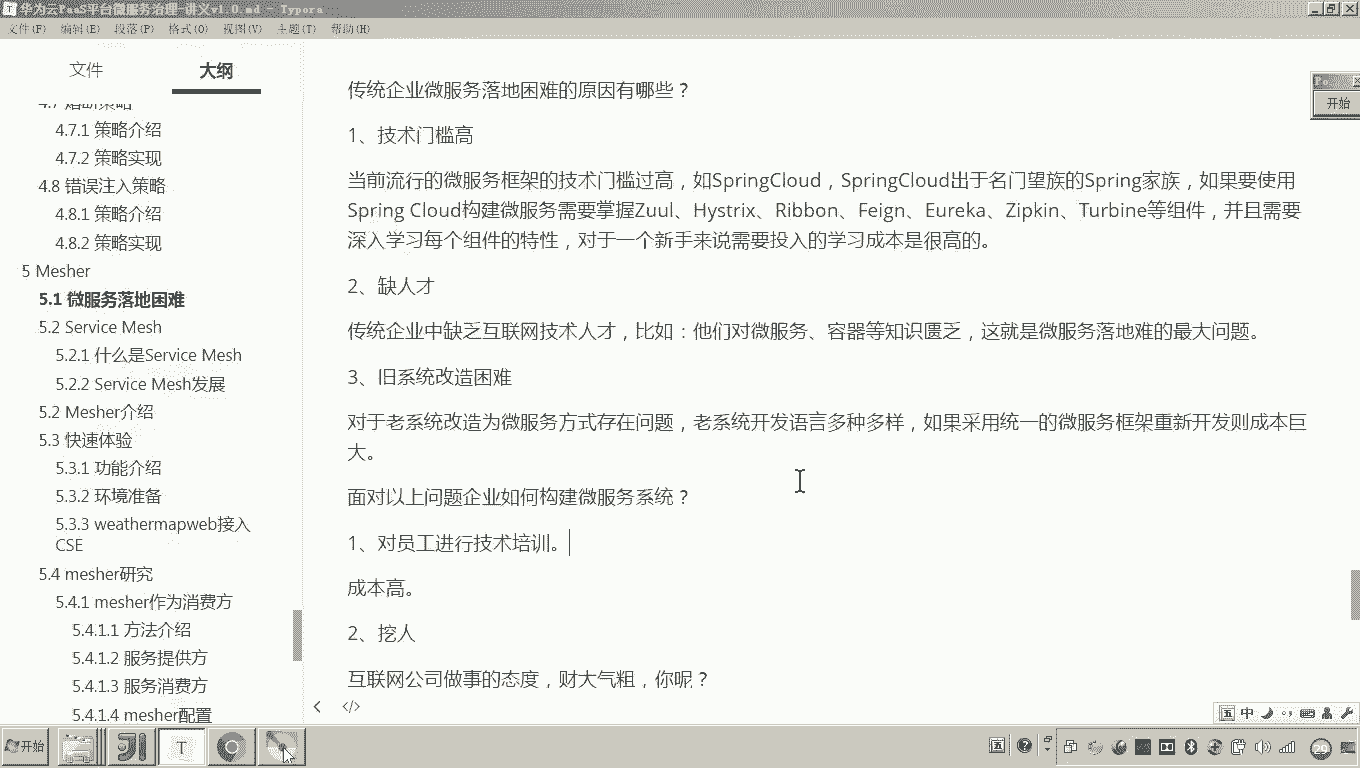 华为云PaaS平台微服务治理-讲义v1.0.md - Typora
文件(F) 编辑(E) 段落(P) 格式(O) 视图(V) 主题(T) 帮助(H)
文件 大纲
4.7 熔断策略
4.7.1 策略介绍
4.7.2 策略实现
4.8 错误注入策略
4.8.1 策略介绍
4.8.2 策略实现
5 Mesher
5.1 微服务落地困难
5.2 Service Mesh
5.2.1 什么是Service Mesh
5.2.2 Service Mesh发展
5.2 Mesher介绍
5.3 快速体验
5.3.1 功能介绍
5.3.2 环境准备
5.3.3 weathermapweb接入
CSE
5.4 mesher研究
5.4.1 mesher作为消费方
5.4.1.1 方法介绍
5.4.1.2 服务提供方
5.4.1.3 服务消费方
5.4.1.4 mesher配置
传统企业微服务落地困难的原因有哪些？
1、技术门槛高
当前流行的微服务框架的技术门槛过高，如SpringCloud，SpringCloud出于名门望族的Spring家族，如果要使用
Spring Cloud构建微服务需要掌握Zuul、Hystrix、Ribbon、Feign、Eureka、Zipkin、Turbine等组件，并且需要
深入学习每个组件的特性，对于一个新手来说需要投入的学习成本是很高的。
2、缺人才
传统企业中缺乏互联网技术人才，比如：他们对微服务、容器等知识匮乏，这就是微服务落地难的最大问题。
3、旧系统改造困难
对于老系统改造为微服务方式存在问题，老系统开发语言多种多样，如果采用统一的微服务框架重新开发则成本巨
大。
面对以上问题企业如何构建微服务系统？
1、对员工进行技术培训。
成本高。
2、挖人
互联网公司做事的态度，财大气粗，你呢？
开始
五 中
开始
五
29